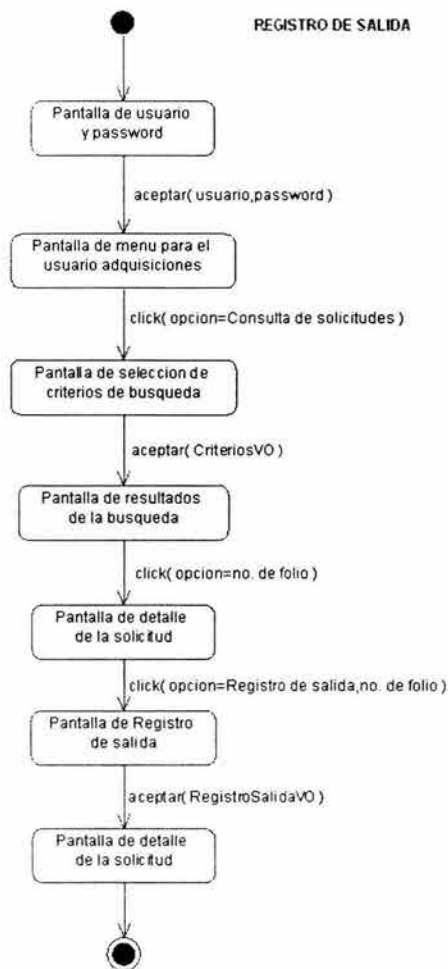 REGISTRO DE SALIDA
Pantalla de usuario
y password
aceptar( usuario,password )
Pantalla de menu para el
usuario adquisiciones
click( opcion=Consulta de solicitudes )
Pantalla de seleccion de
criterios de busqueda
aceptar( CriteriosVO )
Pantalla de resultados
de la busqueda
click( opcion=no. de folio )
Pantalla de detalle
de la solicitud
click( opcion=Registro de salida,no. de folio )
Pantalla de Registro
de salida
aceptar( RegistroSalidaVO )
Pantalla de detalle
de la solicitud